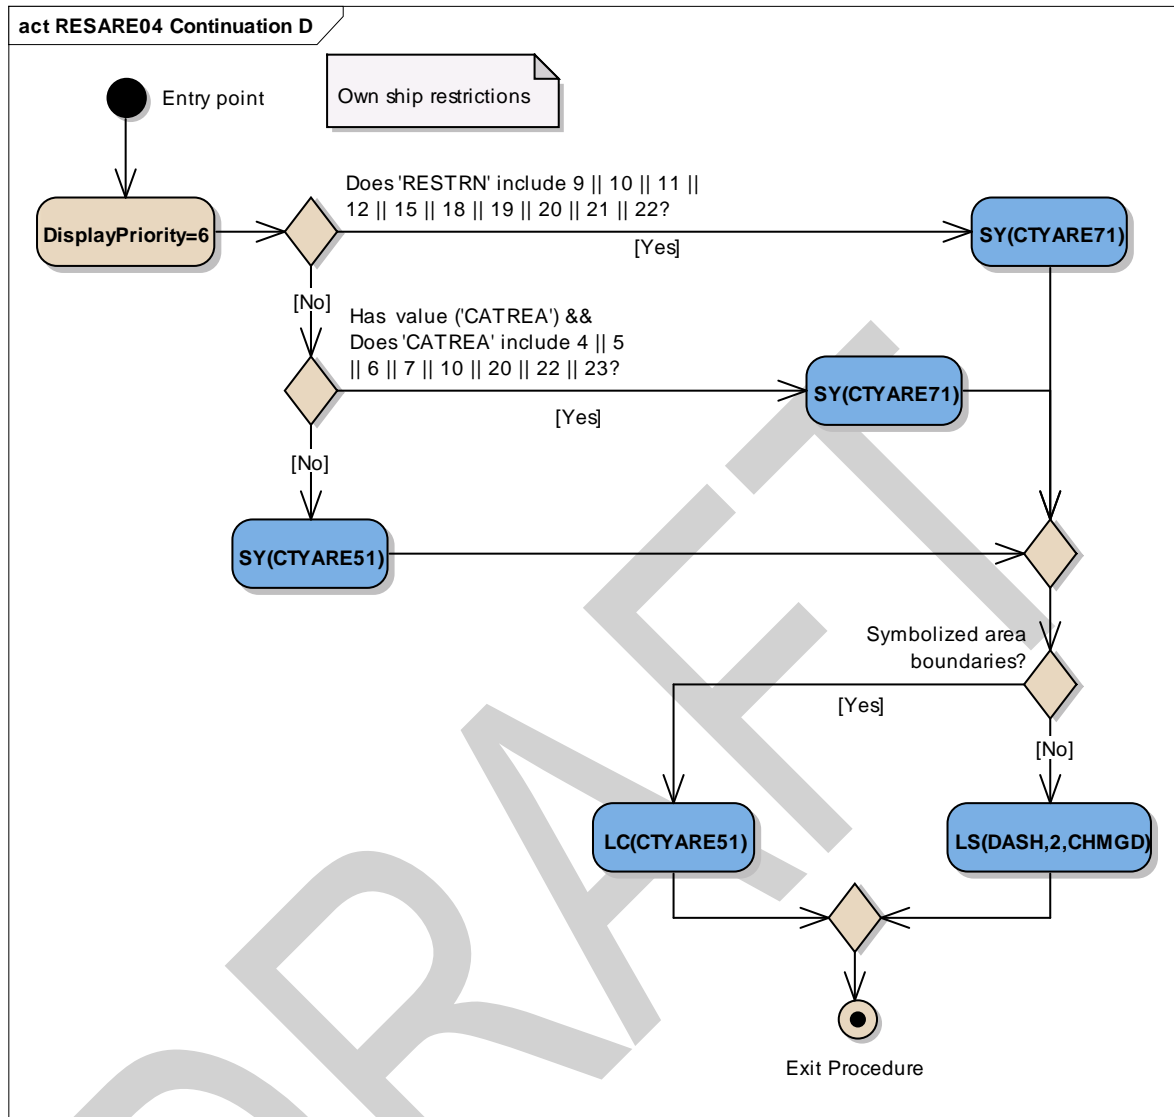 act RESARE04 Continuation D
Entry point
Own ship restrictions
Does 'RESTRN' include 9 || 10 || 11 ||
12 || 15 || 18 || 19 || 20 || 21 || 22?
DisplayPriority=6
[Yes]
SY(CTYARE71)
[No]
Has value ('CATREA') &&
Does 'CATREA' include 4 || 5
|| 6 || 7 || 10 || 20 || 22 || 23?
[Yes]
SY(CTYARE71)
[No]
SY(CTYARE51)
Symbolized area
boundaries?
[Yes]
[No]
LC(CTYARE51)
LS(DASH,2,CHMGD)
Exit Procedure
DRAFT